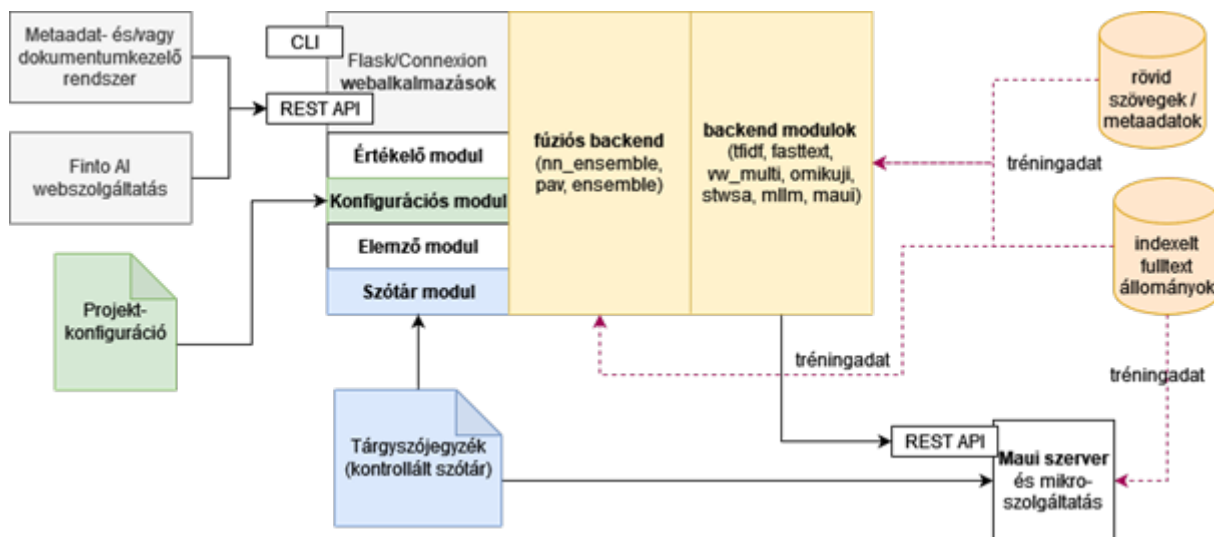 Metaadat- és/vagy
dokumentumkezelő
rendszer
Finto AI
webszolgáltatás
CLI
REST API
Flask/Connexion
webalkalmazások
Értékelő modul
Konfigurációs modul
Elemző modul
Szótár modul
fúziós backend
(nn_ensemble,
pav, ensemble)
backend modulok
(tfidf, fasttext,
vw_multi, omikuji,
stwsa, mllm, maui)
tréningadat
rövid
szövegek /
metaadatok
indexelt
fulltext
állományok
Projekt-
konfiguráció
tréningadat
tréningadat
Tárgyszójegyzék
(kontrollált szótár)
REST API
Maui szerver
és mikro-
szolgáltatás